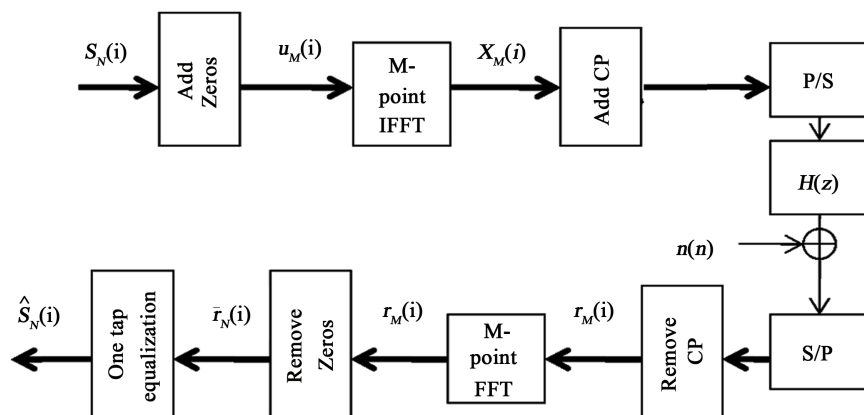 S_N(i)
Add
Zeros
u_M(i)
M-
point
IFFT
X_M(i)
Add CP
P/S
H(z)
n(n)
S/P
Remove
CP
r_M(i)
M-
point
FFT
r_M(i)
Remove
Zeros
r̄_N(i)
One tap
equalization
Ŝ_N(i)